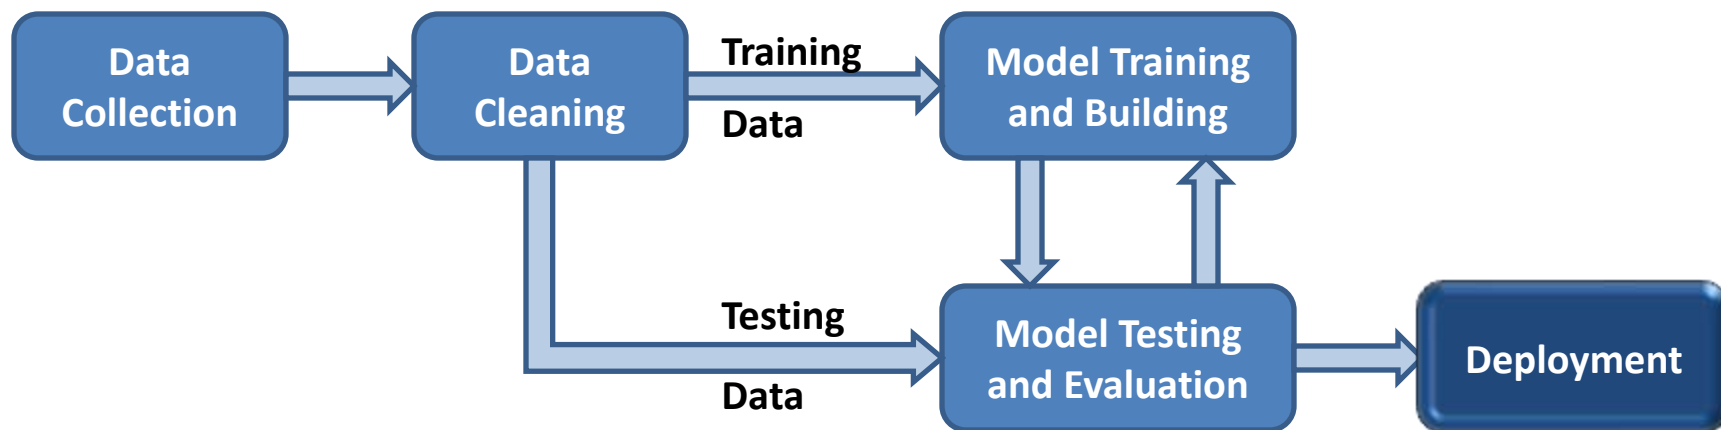 Data
Collection
Data
Cleaning
Training
Data
Model Training
and Building
Testing
Data
Model Testing
and Evaluation
Deployment